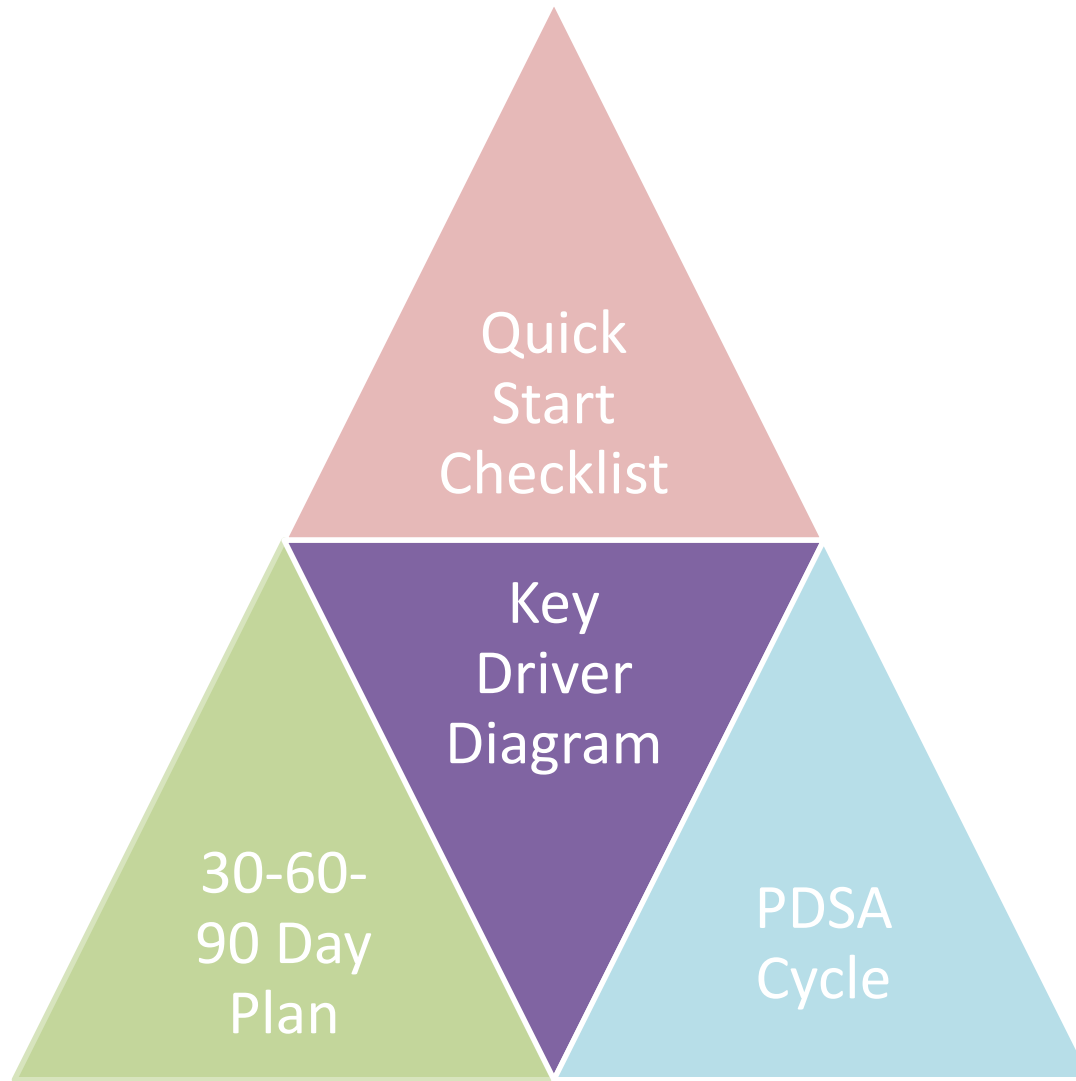 Quick
Start
Checklist
Key
Driver
Diagram
30-60-
90 Day
Plan
PDSA
Cycle